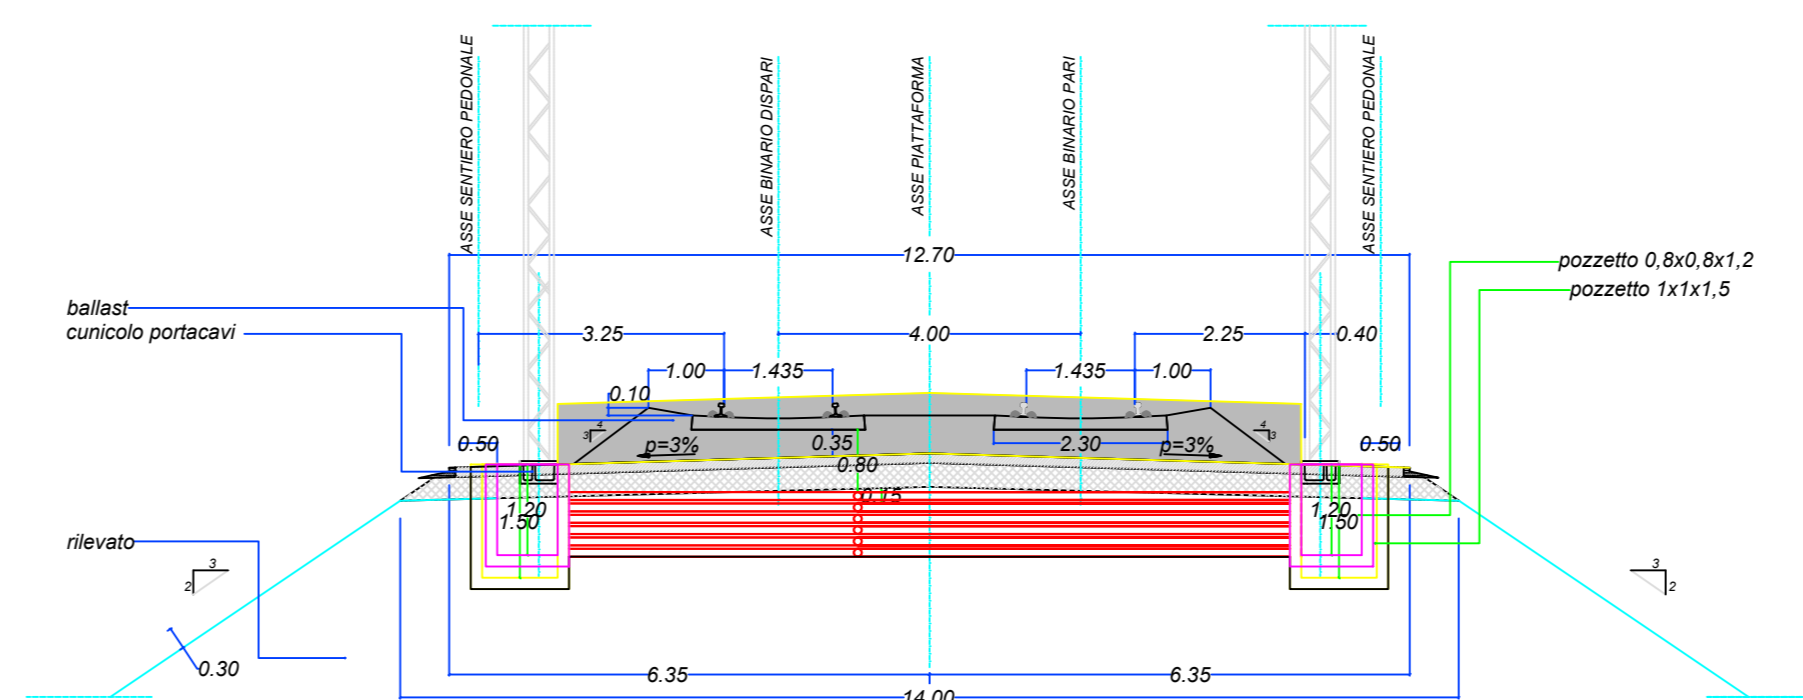 ASSE SENTIERO PEDONALE
ASSE BINARIO DISPARI
ASSE PIATTAFORMA
ASSE BINARIO PARI
ASSE SENTIERO PEDONALE
12.70
pozzetto 0,8x0,8x1,2
pozzetto 1x1x1,5
ballast
cunicolo portacavi
3.25
4.00
2.25
0.40
1.00
1.435
1.435
1.00
0.10
4
3
4
3
0.50
p=3%
0.35
2.30
p=3%
0.50
0.80
0.15
1.20
1.50
1.20
1.50
rilevato
3
2
3
2
0.30
6.35
6.35
14.00